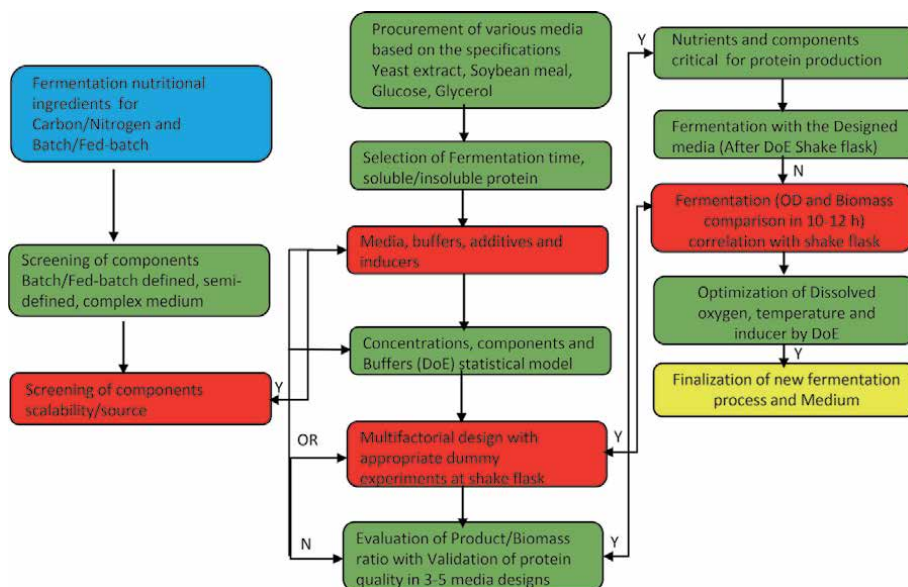 Fermentation nutritional
ingredients for
Carbon/Nitrogen and
Batch/Fed-batch
Screening of components
Batch/Fed-batch defined, semi-
defined, complex medium
Screening of components
scalability/source
Y
OR
N
Procurement of various media
based on the specifications
Yeast extract, Soybean meal,
Glucose, Glycerol
Selection of Fermentation time,
soluble/insoluble protein
Media, buffers, additives and
inducers
Concentrations, components and
Buffers (DoE) statistical model
Multifactorial design with
appropriate dummy
experiments at shake flask
Evaluation of Product/Biomass
ratio with Validation of protein
quality in 3-5 media designs
Y
Y
Y
Nutrients and components
critical for protein production
Fermentation with the Designed
media (After DoE Shake flask)
N
Fermentation (OD and Biomass
comparison in 10-12 h)
correlation with shake flask
Optimization of Dissolved
oxygen, temperature and
inducer by DoE
Y
Finalization of new fermentation
process and Medium